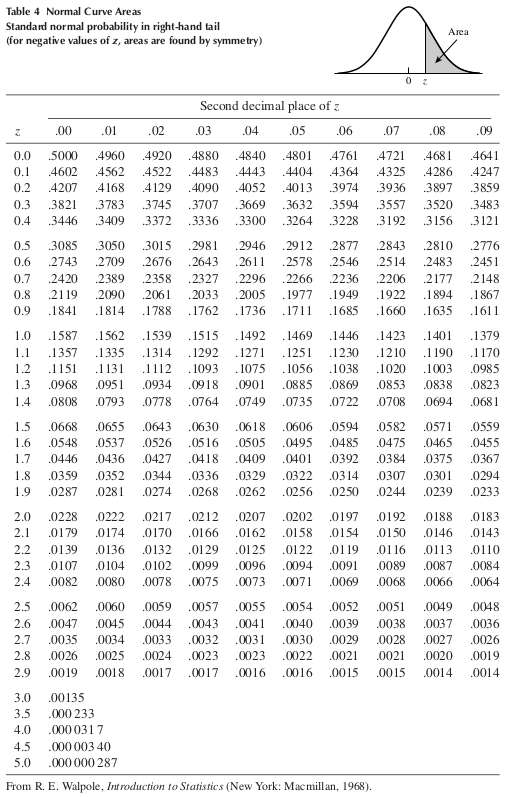 Table 4 Normal Curve Areas
Standard normal probability in right-hand tail
(for negative values of z, areas are found by symmetry)
Area
0 z
Second decimal place of z
z .00 .01 .02 .03 .04 .05 .06 .07 .08 .09
0.0 .5000 .4960 .4920 .4880 .4840 .4801 .4761 .4721 .4681 .4641
0.1 .4602 .4562 .4522 .4483 .4443 .4404 .4364 .4325 .4286 .4247
0.2 .4207 .4168 .4129 .4090 .4052 .4013 .3974 .3936 .3897 .3859
0.3 .3821 .3783 .3745 .3707 .3669 .3632 .3594 .3557 .3520 .3483
0.4 .3446 .3409 .3372 .3336 .3300 .3264 .3228 .3192 .3156 .3121
0.5 .3085 .3050 .3015 .2981 .2946 .2912 .2877 .2843 .2810 .2776
0.6 .2743 .2709 .2676 .2643 .2611 .2578 .2546 .2514 .2483 .2451
0.7 .2420 .2389 .2358 .2327 .2296 .2266 .2236 .2206 .2177 .2148
0.8 .2119 .2090 .2061 .2033 .2005 .1977 .1949 .1922 .1894 .1867
0.9 .1841 .1814 .1788 .1762 .1736 .1711 .1685 .1660 .1635 .1611
1.0 .1587 .1562 .1539 .1515 .1492 .1469 .1446 .1423 .1401 .1379
1.1 .1357 .1335 .1314 .1292 .1271 .1251 .1230 .1210 .1190 .1170
1.2 .1151 .1131 .1112 .1093 .1075 .1056 .1038 .1020 .1003 .0985
1.3 .0968 .0951 .0934 .0918 .0901 .0885 .0869 .0853 .0838 .0823
1.4 .0808 .0793 .0778 .0764 .0749 .0735 .0722 .0708 .0694 .0681
1.5 .0668 .0655 .0643 .0630 .0618 .0606 .0594 .0582 .0571 .0559
1.6 .0548 .0537 .0526 .0516 .0505 .0495 .0485 .0475 .0465 .0455
1.7 .0446 .0436 .0427 .0418 .0409 .0401 .0392 .0384 .0375 .0367
1.8 .0359 .0352 .0344 .0336 .0329 .0322 .0314 .0307 .0301 .0294
1.9 .0287 .0281 .0274 .0268 .0262 .0256 .0250 .0244 .0239 .0233
2.0 .0228 .0222 .0217 .0212 .0207 .0202 .0197 .0192 .0188 .0183
2.1 .0179 .0174 .0170 .0166 .0162 .0158 .0154 .0150 .0146 .0143
2.2 .0139 .0136 .0132 .0129 .0125 .0122 .0119 .0116 .0113 .0110
2.3 .0107 .0104 .0102 .0099 .0096 .0094 .0091 .0089 .0087 .0084
2.4 .0082 .0080 .0078 .0075 .0073 .0071 .0069 .0068 .0066 .0064
2.5 .0062 .0060 .0059 .0057 .0055 .0054 .0052 .0051 .0049 .0048
2.6 .0047 .0045 .0044 .0043 .0041 .0040 .0039 .0038 .0037 .0036
2.7 .0035 .0034 .0033 .0032 .0031 .0030 .0029 .0028 .0027 .0026
2.8 .0026 .0025 .0024 .0023 .0023 .0022 .0021 .0021 .0020 .0019
2.9 .0019 .0018 .0017 .0017 .0016 .0016 .0015 .0015 .0014 .0014
3.0 .00135
3.5 .000 233
4.0 .000 031 7
4.5 .000 003 40
5.0 .000 000 287
From R. E. Walpole, Introduction to Statistics (New York: Macmillan, 1968).